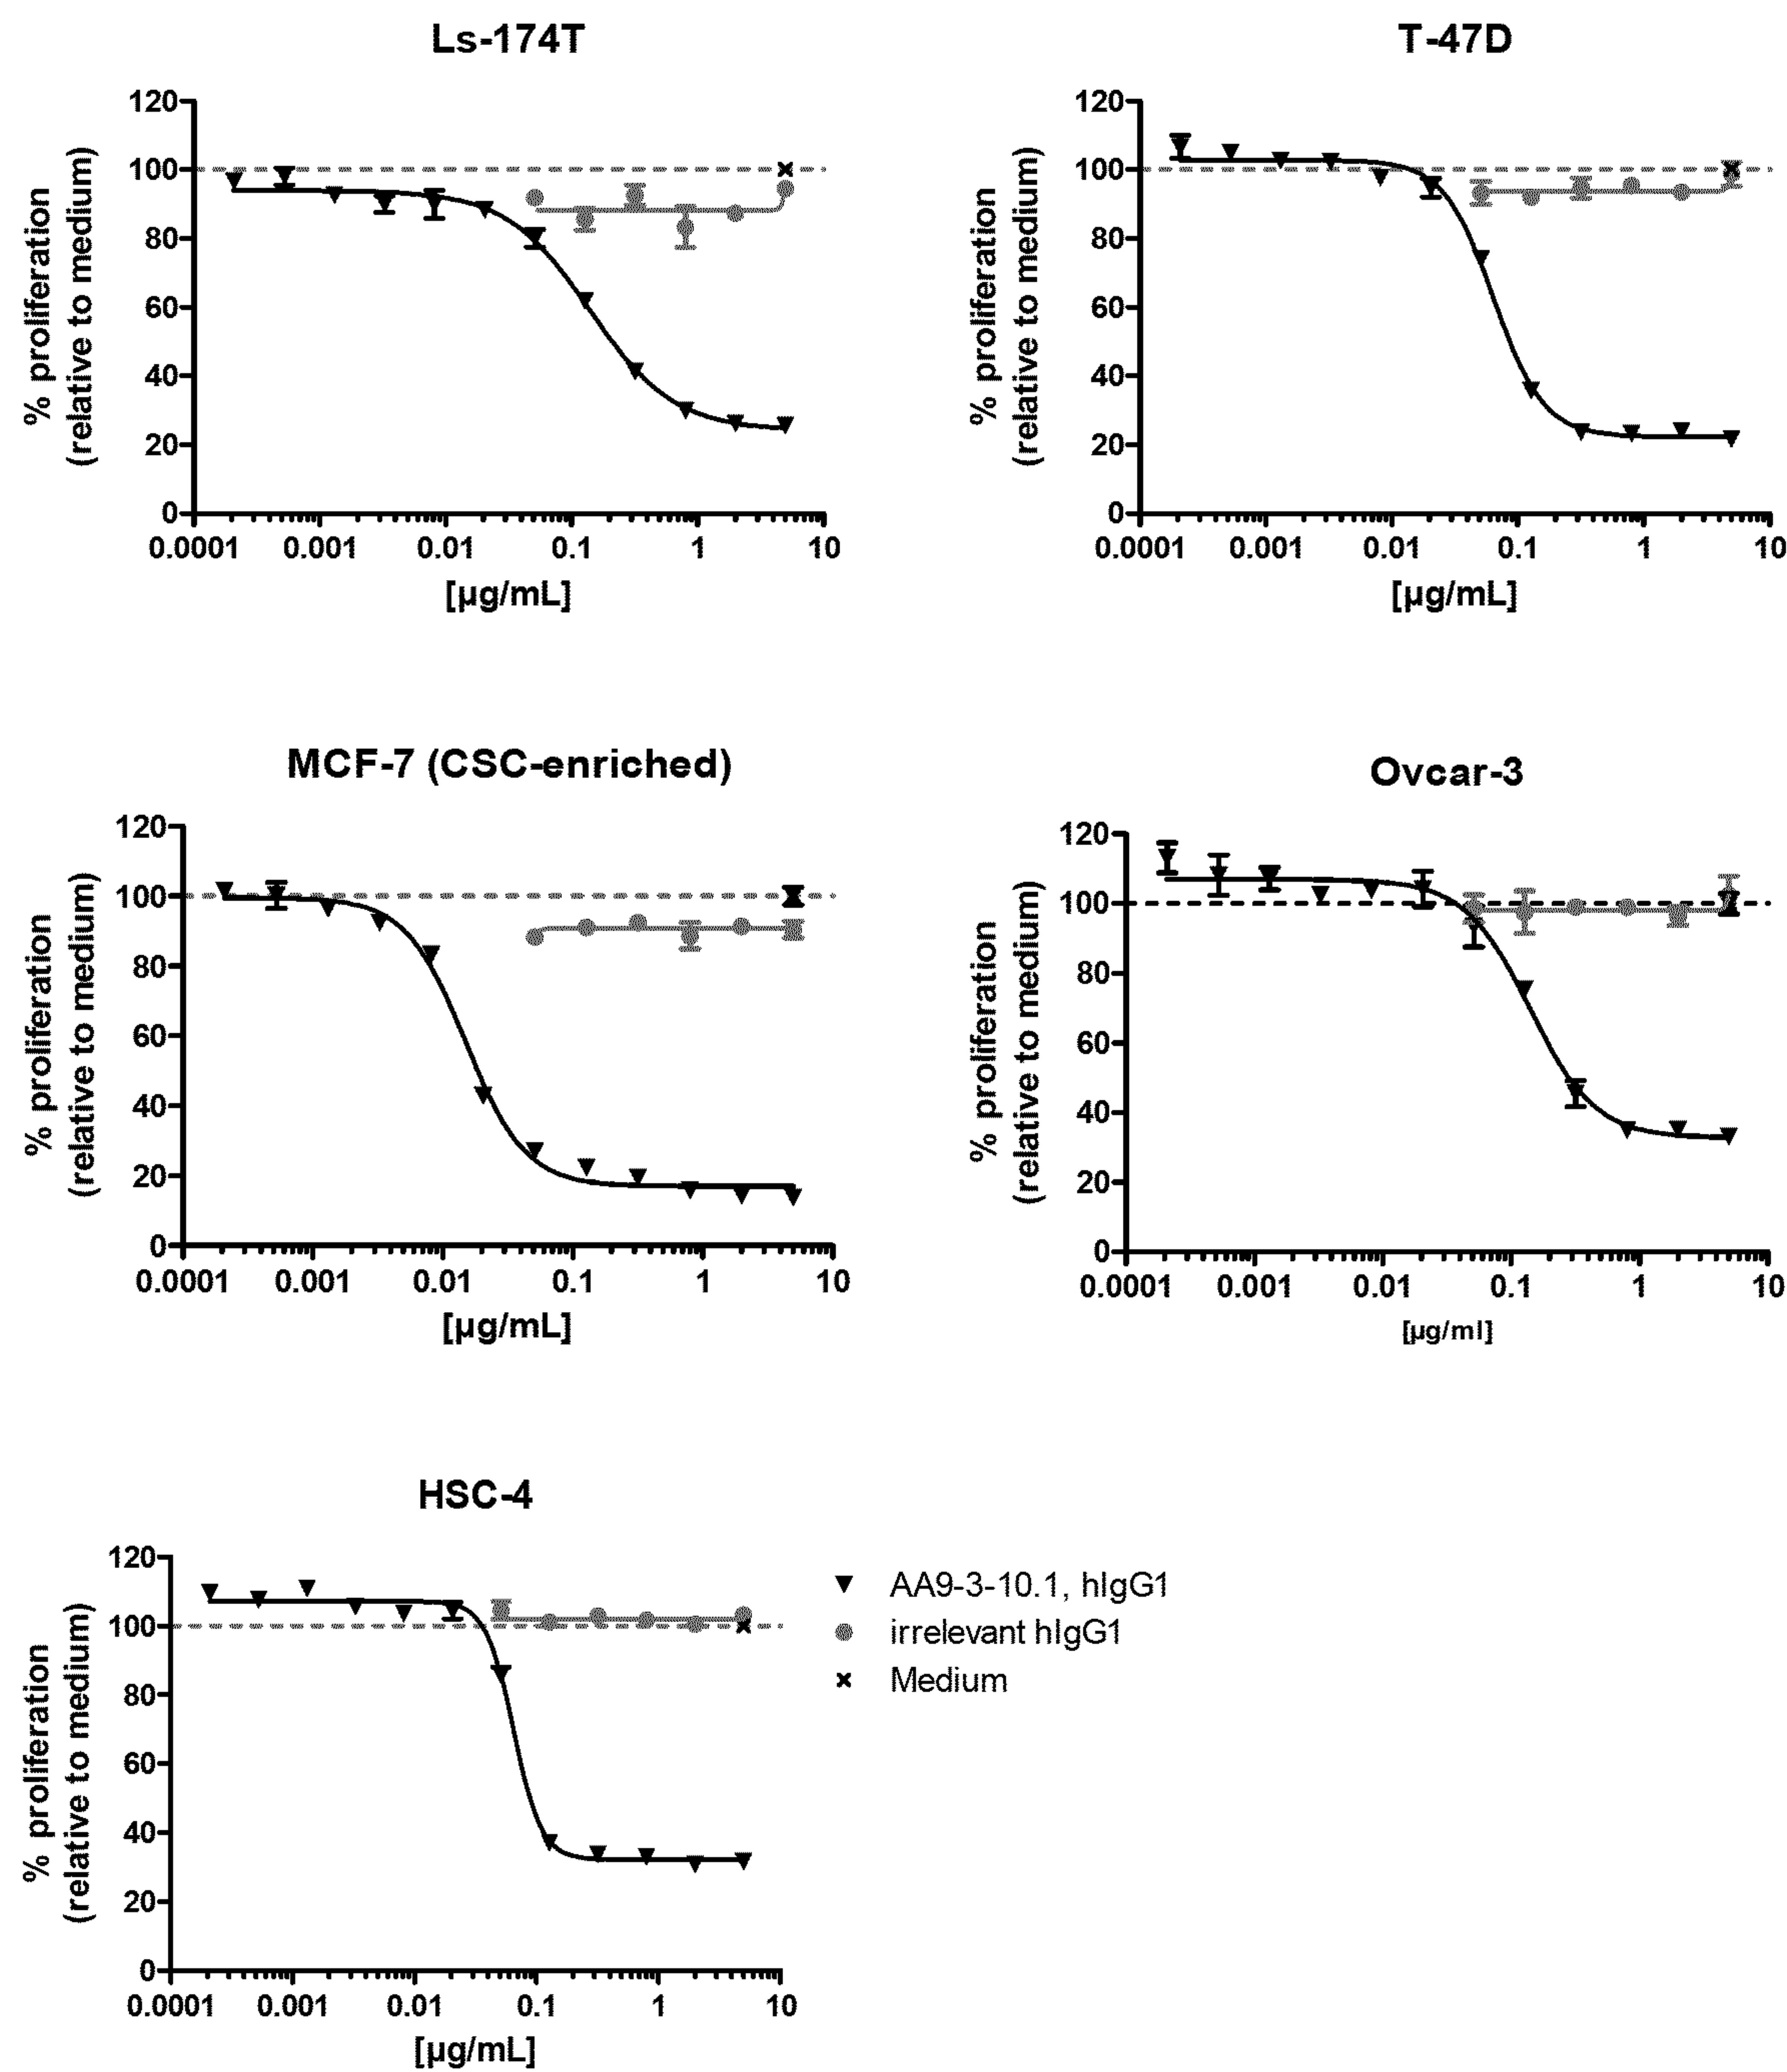 Ls-174T
120
100
80
60
40
20
0
% proliferation
(relative to medium)
0.0001 0.001 0.01 0.1 1 10
[µg/mL]
T-47D
120
100
80
60
40
20
0
% proliferation
(relative to medium)
0.0001 0.001 0.01 0.1 1 10
[µg/mL]
MCF-7 (CSC-enriched)
120
100
80
60
40
20
0
% proliferation
(relative to medium)
0.0001 0.001 0.01 0.1 1 10
[µg/mL]
Ovcar-3
120
100
80
60
40
20
0
% proliferation
(relative to medium)
0.0001 0.001 0.01 0.1 1 10
[µg/ml]
HSC-4
120
100
80
60
40
20
0
% proliferation
(relative to medium)
0.0001 0.001 0.01 0.1 1 10
[µg/mL]
AA9-3-10.1, hIgG1
irrelevant hIgG1
Medium